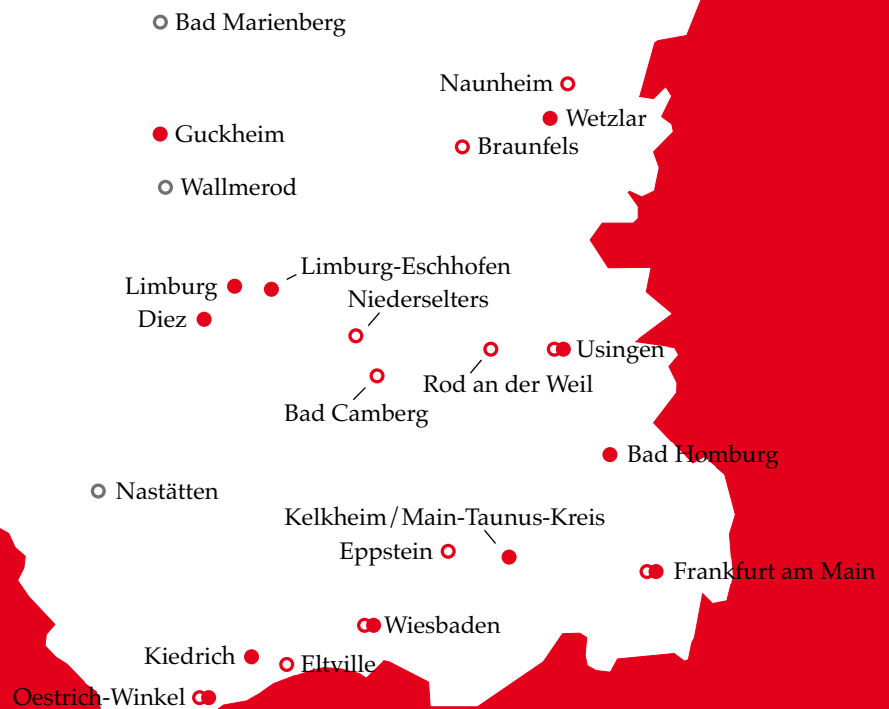 Bad Marienberg
Naunheim
Wetzlar
Guckheim
Braunfels
Wallmerod
Limburg-Eschhofen
Limburg
Niederselters
Diez
Usingen
Rod an der Weil
Bad Camberg
Bad Homburg
Nastätten
Kelkheim/Main-Taunus-Kreis
Eppstein
Frankfurt am Main
Wiesbaden
Kiedrich
Eltville
Oestrich-Winkel